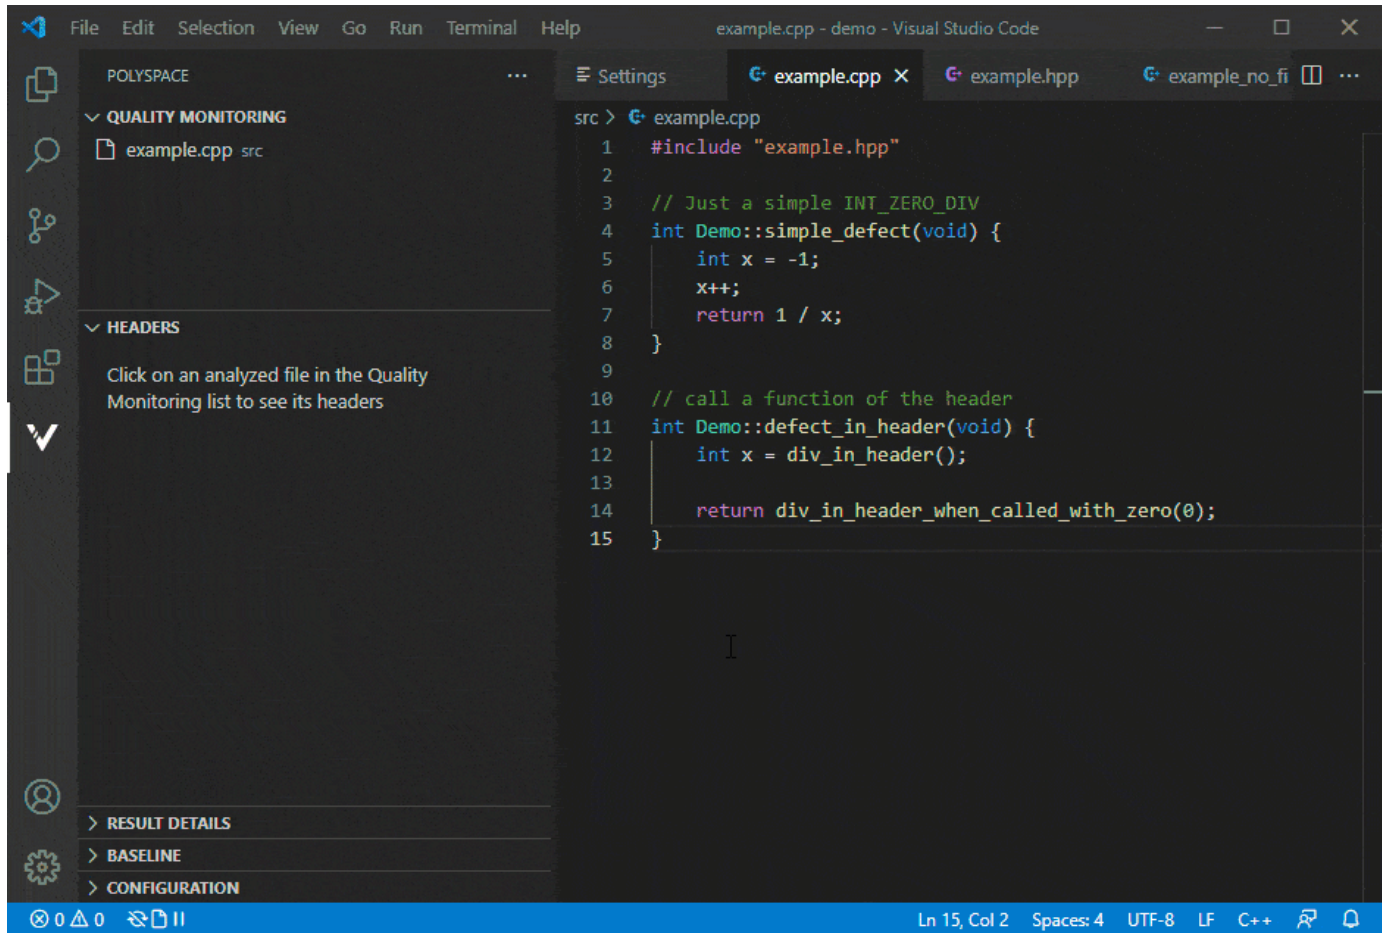 File Edit Selection View Go Run Terminal Help example.cpp - demo - Visual Studio Code
POLYSPACE
QUALITY MONITORING
example.cpp src
HEADERS
Click on an analyzed file in the Quality
Monitoring list to see its headers
RESULT DETAILS
BASELINE
CONFIGURATION
Settings example.cpp example.hpp example_no_fi
src > example.cpp
1 #include "example.hpp"
2
3 // Just a simple INT_ZERO_DIV
4 int Demo::simple_defect(void) {
5 int x = -1;
6 x++;
7 return 1 / x;
8 }
9
10 // call a function of the header
11 int Demo::defect_in_header(void) {
12 int x = div_in_header();
13
14 return div_in_header_when_called_with_zero(0);
15 }
0 0 Ln 15, Col 2 Spaces: 4 UTF-8 LF C++